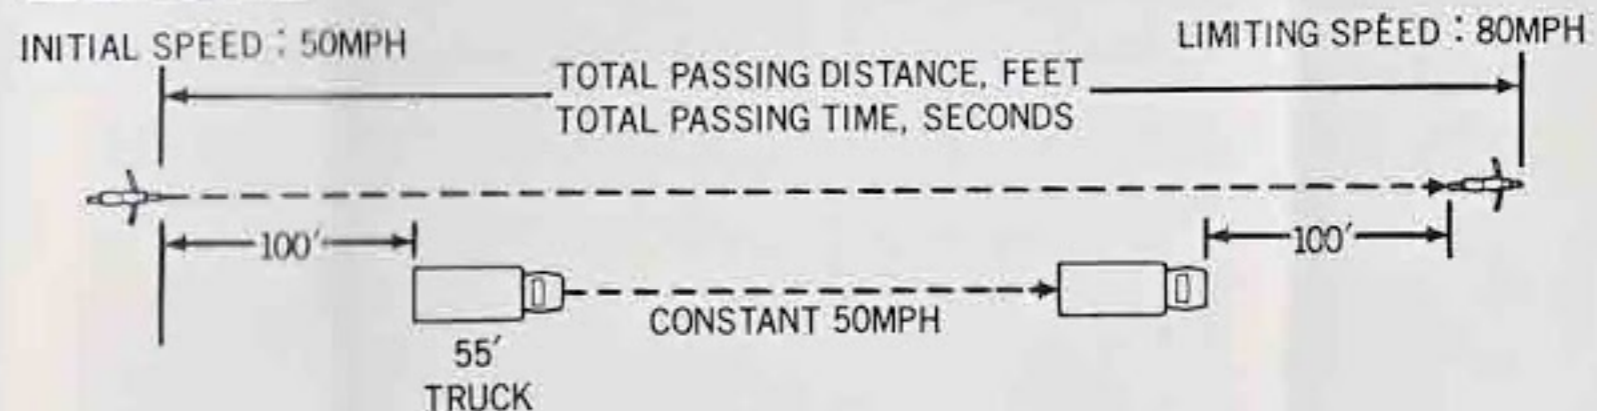 INITIAL SPEED : 50MPH
LIMITING SPEED : 80MPH
TOTAL PASSING DISTANCE, FEET
TOTAL PASSING TIME, SECONDS
100'
100'
CONSTANT 50MPH
55'
TRUCK